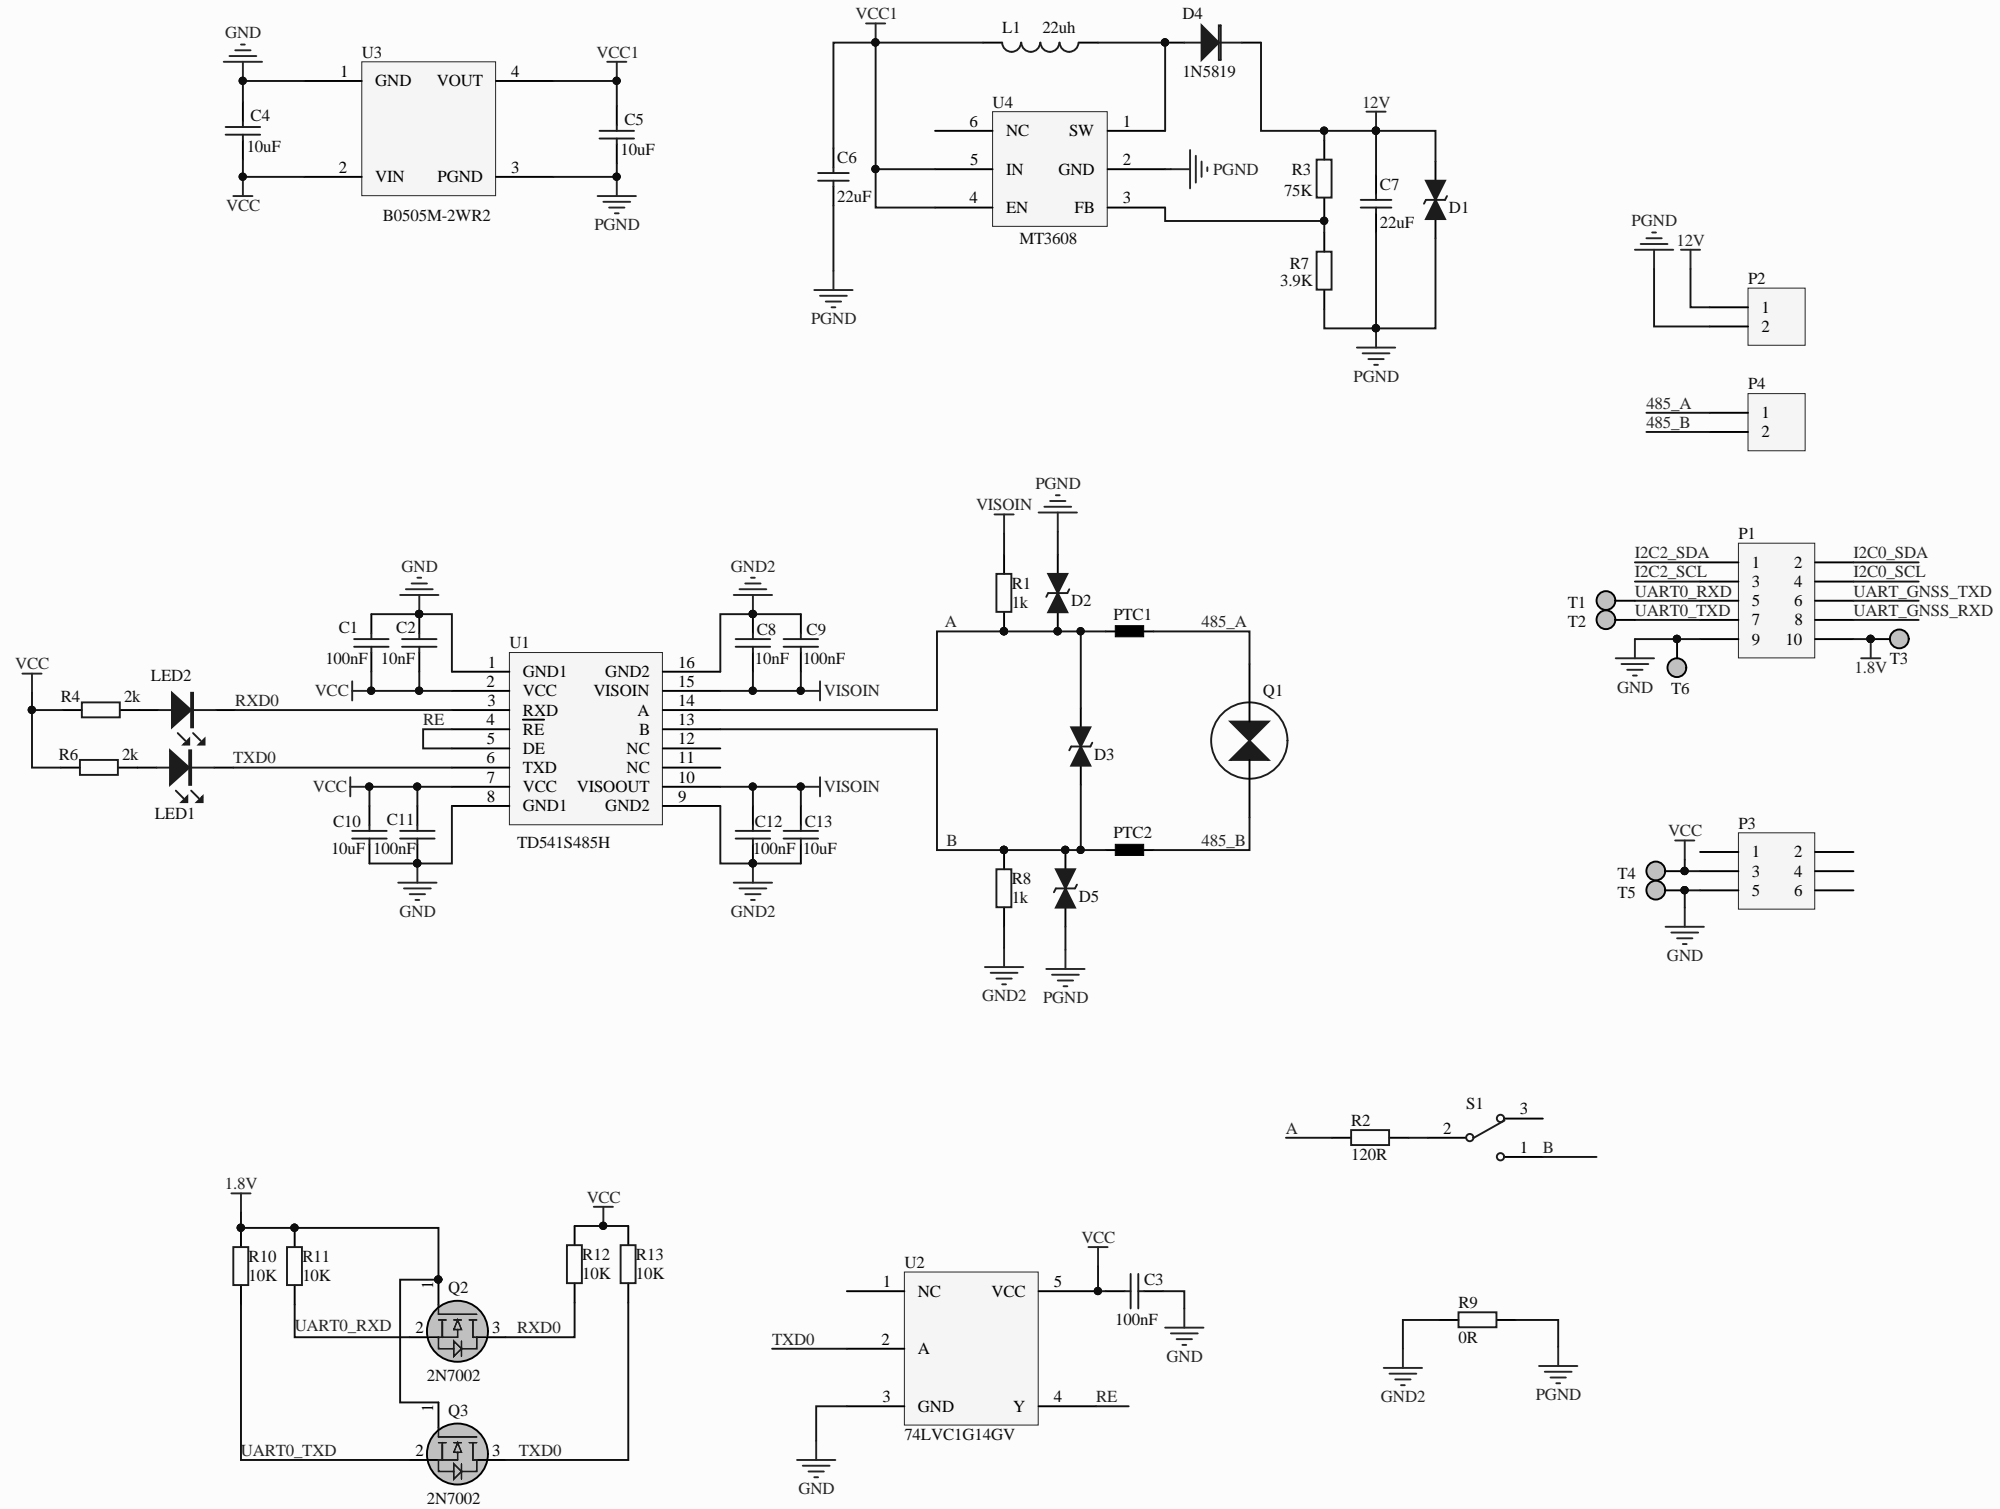 GND
U3
VCC1
1 GND VOUT 4
C4
10uF
C5
10uF
2 VIN PGND 3
VCC
B0505M-2WR2
PGND
VCC1
L1 22uh
D4
1N5819
U4
12V
6 NC SW 1
C6
22uF
5 IN GND 2 PGND
4 EN FB 3
MT3608
R3
75K
C7
22uF
D1
R7
3.9K
PGND
PGND
PGND
12V
P2
1
2
P4
485_A 1
485_B 2
P1
I2C2_SDA 1 2 I2C0_SDA
I2C2_SCL 3 4 I2C0_SCL
T1 UART0_RXD 5 6 UART_GNSS_TXD
T2 UART0_TXD 7 8 UART_GNSS_RXD
9 10
GND T6 1.8V T3
P3
VCC
1 2
T4 3 4
T5 5 6
GND
GND
GND2
C1
100nF
C2
10nF
C8
10nF
C9
100nF
U1
1 GND1 GND2 16
VCC 2 VCC VISOIN 15 VISOIN
3 RXD A 14
RE 4 RE B 13
5 DE NC 12
6 TXD NC 11
VCC 7 VCC VISOOUT 10 VISOIN
8 GND1 GND2 9
TD541S485H
VCC
R4 2k
LED2
RXD0
R6 2k
LED1
TXD0
C10
10uF
C11
100nF
C12
100nF
C13
10uF
GND
GND2
VISOIN
PGND
R1
1k
D2
A
PTC1
485_A
D3
Q1
B
PTC2
485_B
R8
1k
D5
GND2
PGND
A
R2
120R
2
S1
3
1 B
1.8V
VCC
R10
10K
R11
10K
R12
10K
R13
10K
1
Q2
UART0_RXD 2 3 RXD0
2N7002
1
Q3
UART0_TXD 2 3 TXD0
2N7002
U2
VCC
1 NC VCC 5
C3
100nF
GND
TXD0 2 A
3 GND Y 4 RE
74LVC1G14GV
GND
R9
0R
GND2
PGND